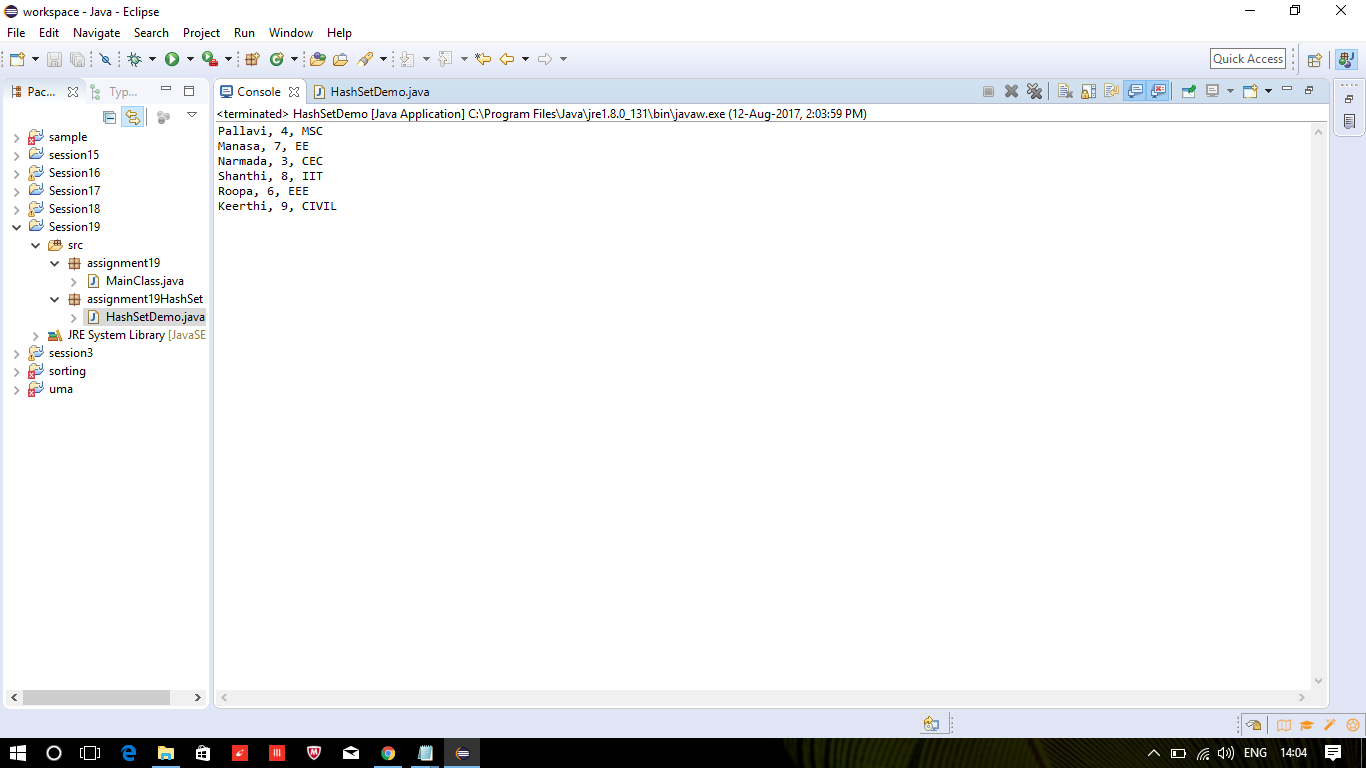 workspace - Java - Eclipse
File Edit Navigate Search Project Run Window Help
Quick Access
Pac... Typ...
Console HashSetDemo.java
<terminated> HashSetDemo [Java Application] C:\Program Files\Java\jre1.8.0_131\bin\javaw.exe (12-Aug-2017, 2:03:59 PM)
Pallavi, 4, MSC
Manasa, 7, EE
Narmada, 3, CEC
Shanthi, 8, IIT
Roopa, 6, EEE
Keerthi, 9, CIVIL
sample
session15
Session16
Session17
Session18
Session19
src
assignment19
MainClass.java
assignment19HashSet
HashSetDemo.java
JRE System Library [JavaSE
session3
sorting
uma
ENG 14:04